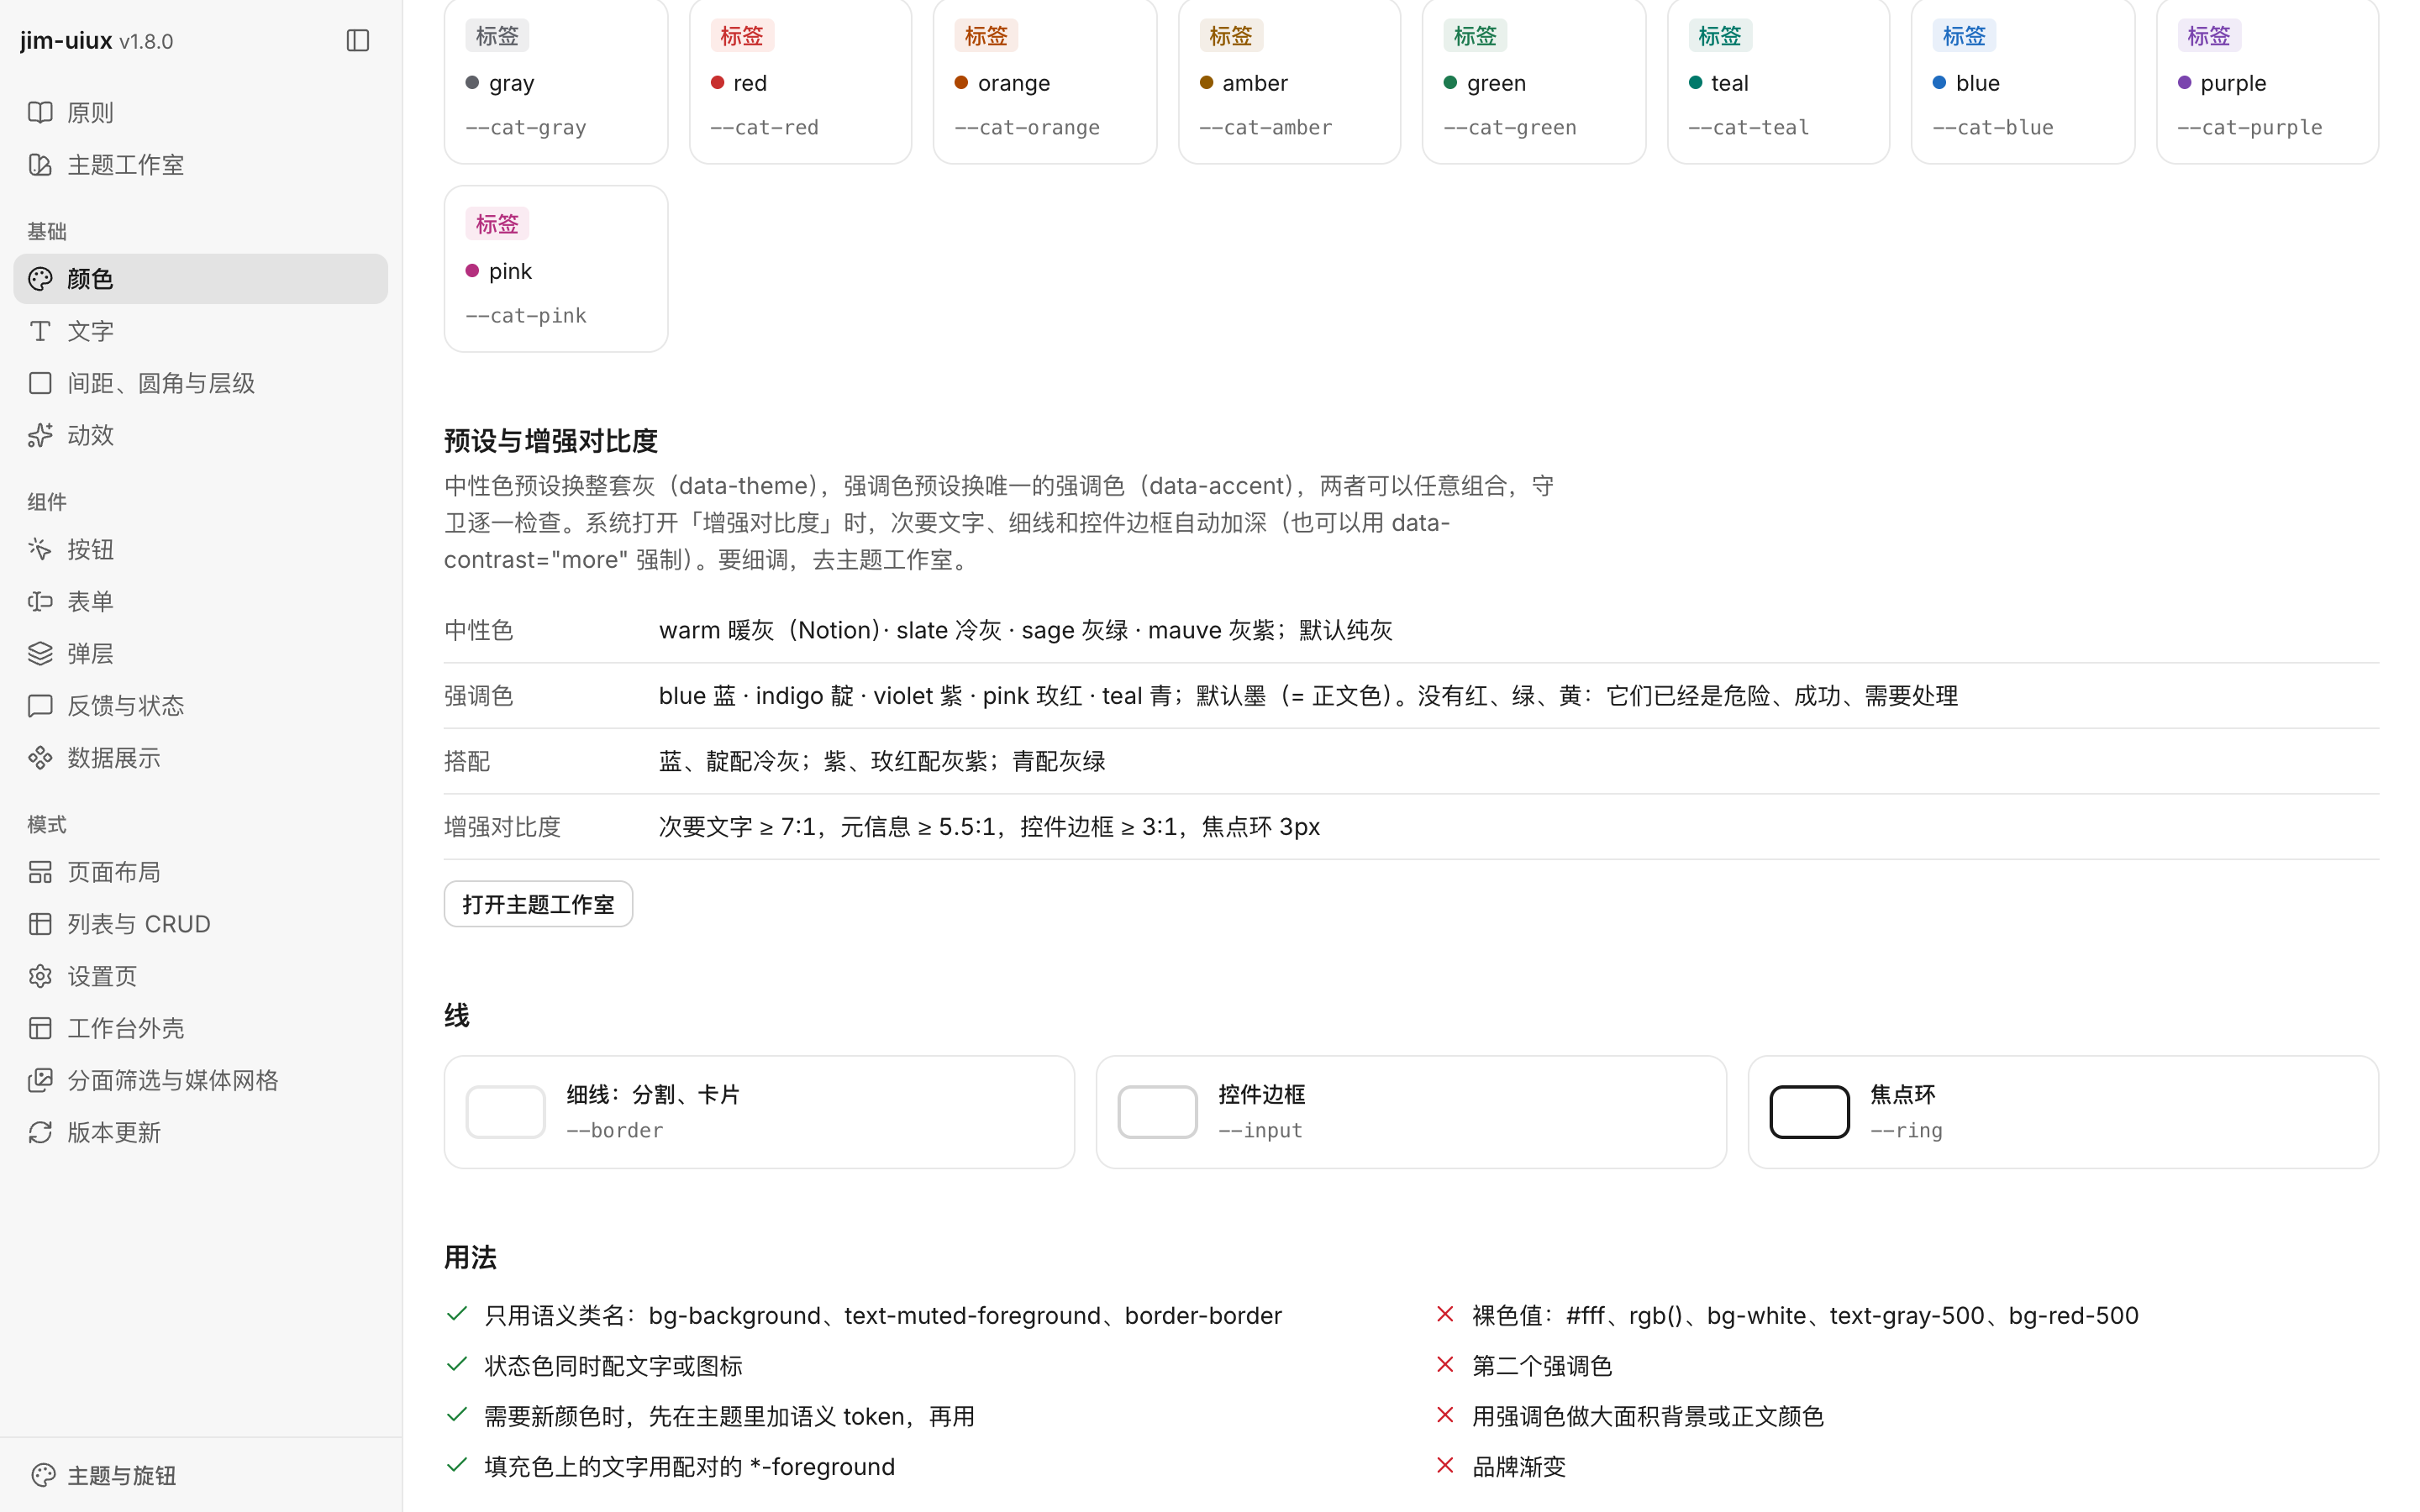 jim-uiux v1.8.0
原则
主题工作室
基础
颜色
文字
间距、圆角与层级
动效
组件
按钮
表单
弹层
反馈与状态
数据展示
模式
页面布局
列表与 CRUD
设置页
工作台外壳
分面筛选与媒体网格
版本更新
主题与旋钮
标签 标签 标签 标签 标签 标签 标签 标签
gray red orange amber green teal blue purple
--cat-gray --cat-red --cat-orange --cat-amber --cat-green --cat-teal --cat-blue --cat-purple
标签
pink
--cat-pink
预设与增强对比度
中性色预设换整套灰（data-theme），强调色预设换唯一的强调色（data-accent），两者可以任意组合，守
卫逐一检查。系统打开「增强对比度」时，次要文字、细线和控件边框自动加深（也可以用 data-
contrast="more" 强制）。要细调，去主题工作室。
中性色 warm 暖灰（Notion）· slate 冷灰 · sage 灰绿 · mauve 灰紫；默认纯灰
强调色 blue 蓝 · indigo 靛 · violet 紫 · pink 玫红 · teal 青；默认墨（= 正文色）。没有红、绿、黄：它们已经是危险、成功、需要处理
搭配 蓝、靛配冷灰；紫、玫红配灰紫；青配灰绿
增强对比度 次要文字 ≥ 7:1，元信息 ≥ 5.5:1，控件边框 ≥ 3:1，焦点环 3px
打开主题工作室
线
细线：分割、卡片
--border
控件边框
--input
焦点环
--ring
用法
只用语义类名：bg-background、text-muted-foreground、border-border
状态色同时配文字或图标
需要新颜色时，先在主题里加语义 token，再用
填充色上的文字用配对的 *-foreground
裸色值：#fff、rgb()、bg-white、text-gray-500、bg-red-500
第二个强调色
用强调色做大面积背景或正文颜色
品牌渐变